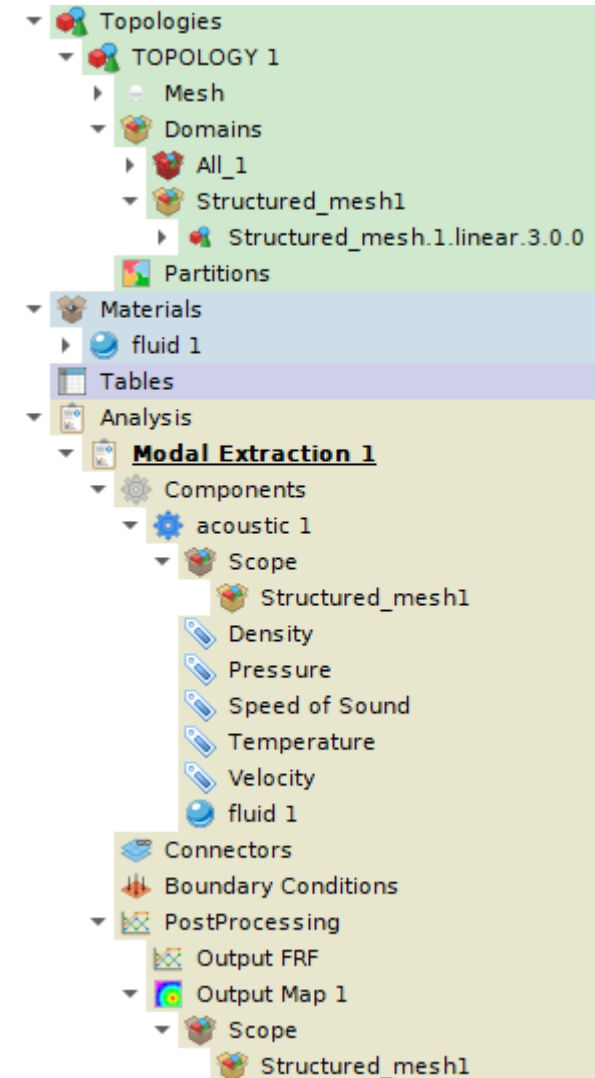 Topologies
TOPOLOGY 1
Mesh
Domains
All_1
Structured_mesh1
Structured_mesh.1.linear.3.0.0
Partitions
Materials
fluid 1
Tables
Analysis
Modal Extraction 1
Components
acoustic 1
Scope
Structured_mesh1
Density
Pressure
Speed of Sound
Temperature
Velocity
fluid 1
Connectors
Boundary Conditions
PostProcessing
Output FRF
Output Map 1
Scope
Structured_mesh1